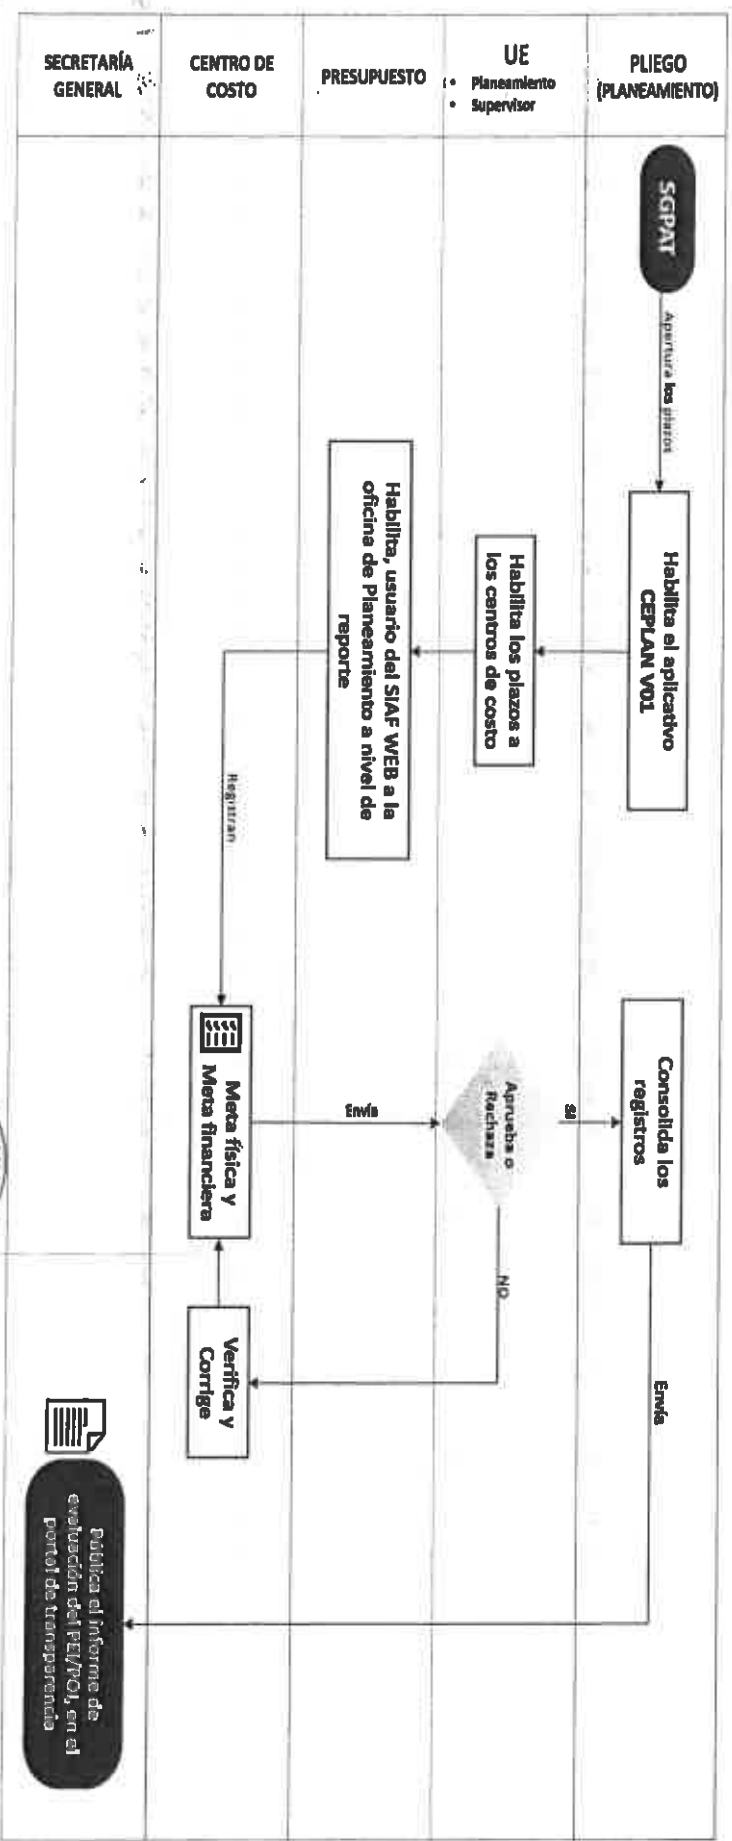 SECRETARÍA
GENERAL
CENTRO DE
COSTO
PRESUPUESTO
UE
• Planeamiento
• Supervisor
PLIEGO
(PLANEAMIENTO)
SGPAT
Apertura los plazos
Habilita el aplicativo
CEPLAN V01
Habilita los plazos a
los centros de costo
Habilita, usuario del SIAF WEB a la
oficina de Planeamiento a nivel de
reporte
Registran
Meta física y
Meta financiera
Envía
Aprueba o
Rechaza
SI
NO
Verifica y
Corrige
Consolida los
registros
Envía
Publica el informe de
evaluación del PEI/POI, en el
portal de transparencia